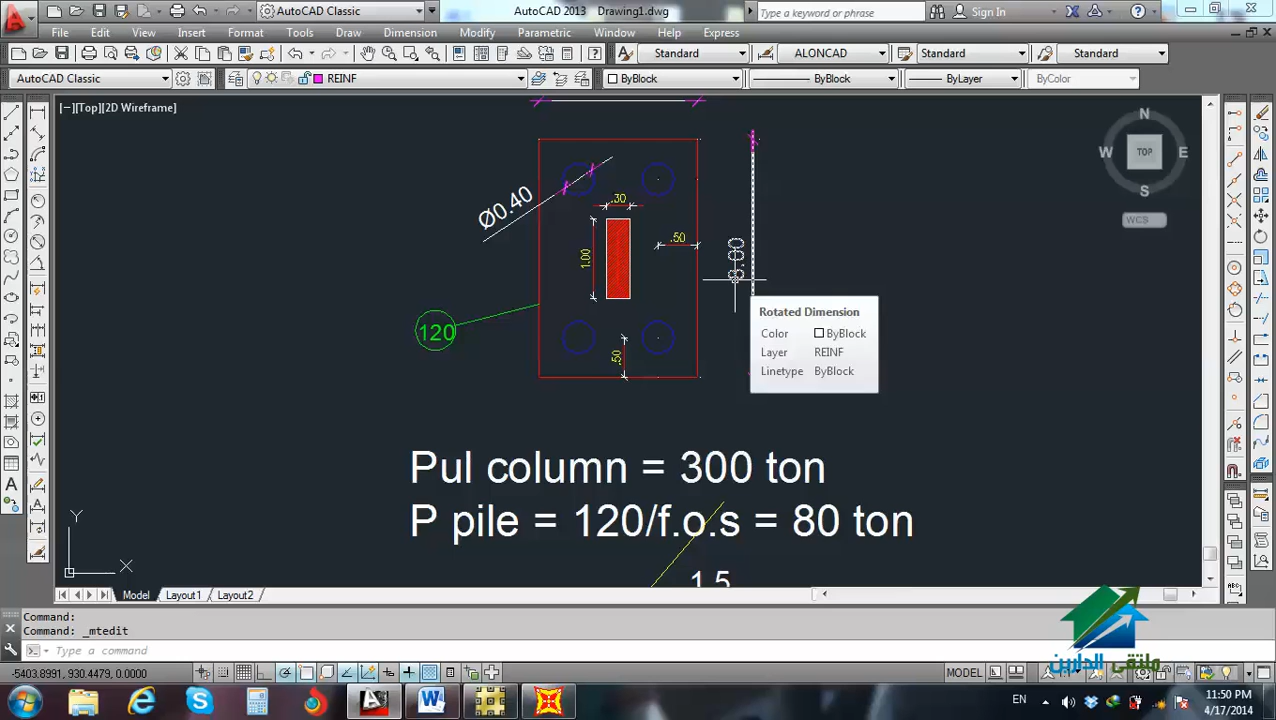 AutoCAD Classic
AutoCAD 2013 Drawing1.dwg
Type a keyword or phrase
Sign In
File Edit View Insert Format Tools Draw Dimension Modify Parametric Window Help Express
Standard
ALONCAD
Standard
Standard
AutoCAD Classic
REINF
ByBlock
ByBlock
ByLayer
ByColor
[−][Top][2D Wireframe]
N
W TOP E
S
WCS
Ø0.40
.30
.50
1.00
120
.50
Rotated Dimension
Color ByBlock
Layer REINF
Linetype ByBlock
Pul column = 300 ton
P pile = 120/f.o.s = 80 ton
1.5
Y
X
Model Layout1 Layout2
Command:
Command: _mtedit
Type a command
ملتقى الدارين
-5403.8991, 930.4479, 0.0000
MODEL
EN
11:50 PM
4/17/2014